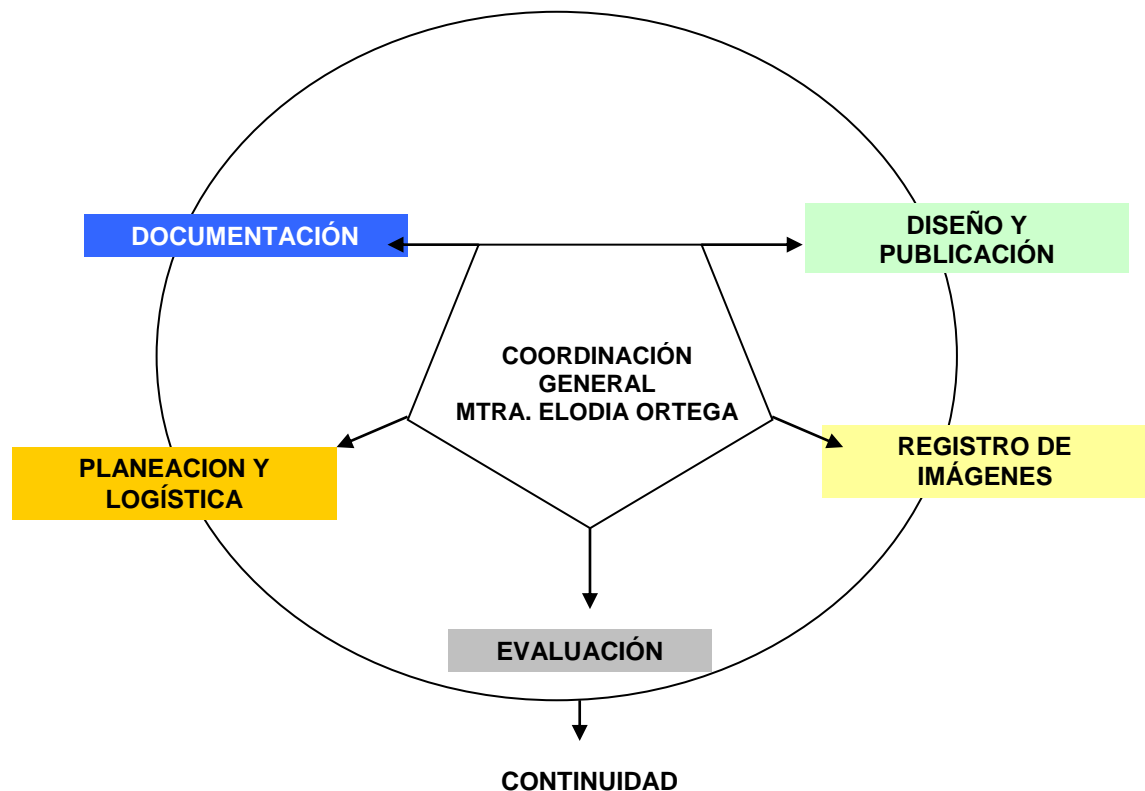 DOCUMENTACIÓN
DISEÑO Y
PUBLICACIÓN
COORDINACIÓN
GENERAL
MTRA. ELODIA ORTEGA
PLANEACION Y
LOGÍSTICA
REGISTRO DE
IMÁGENES
EVALUACIÓN
CONTINUIDAD